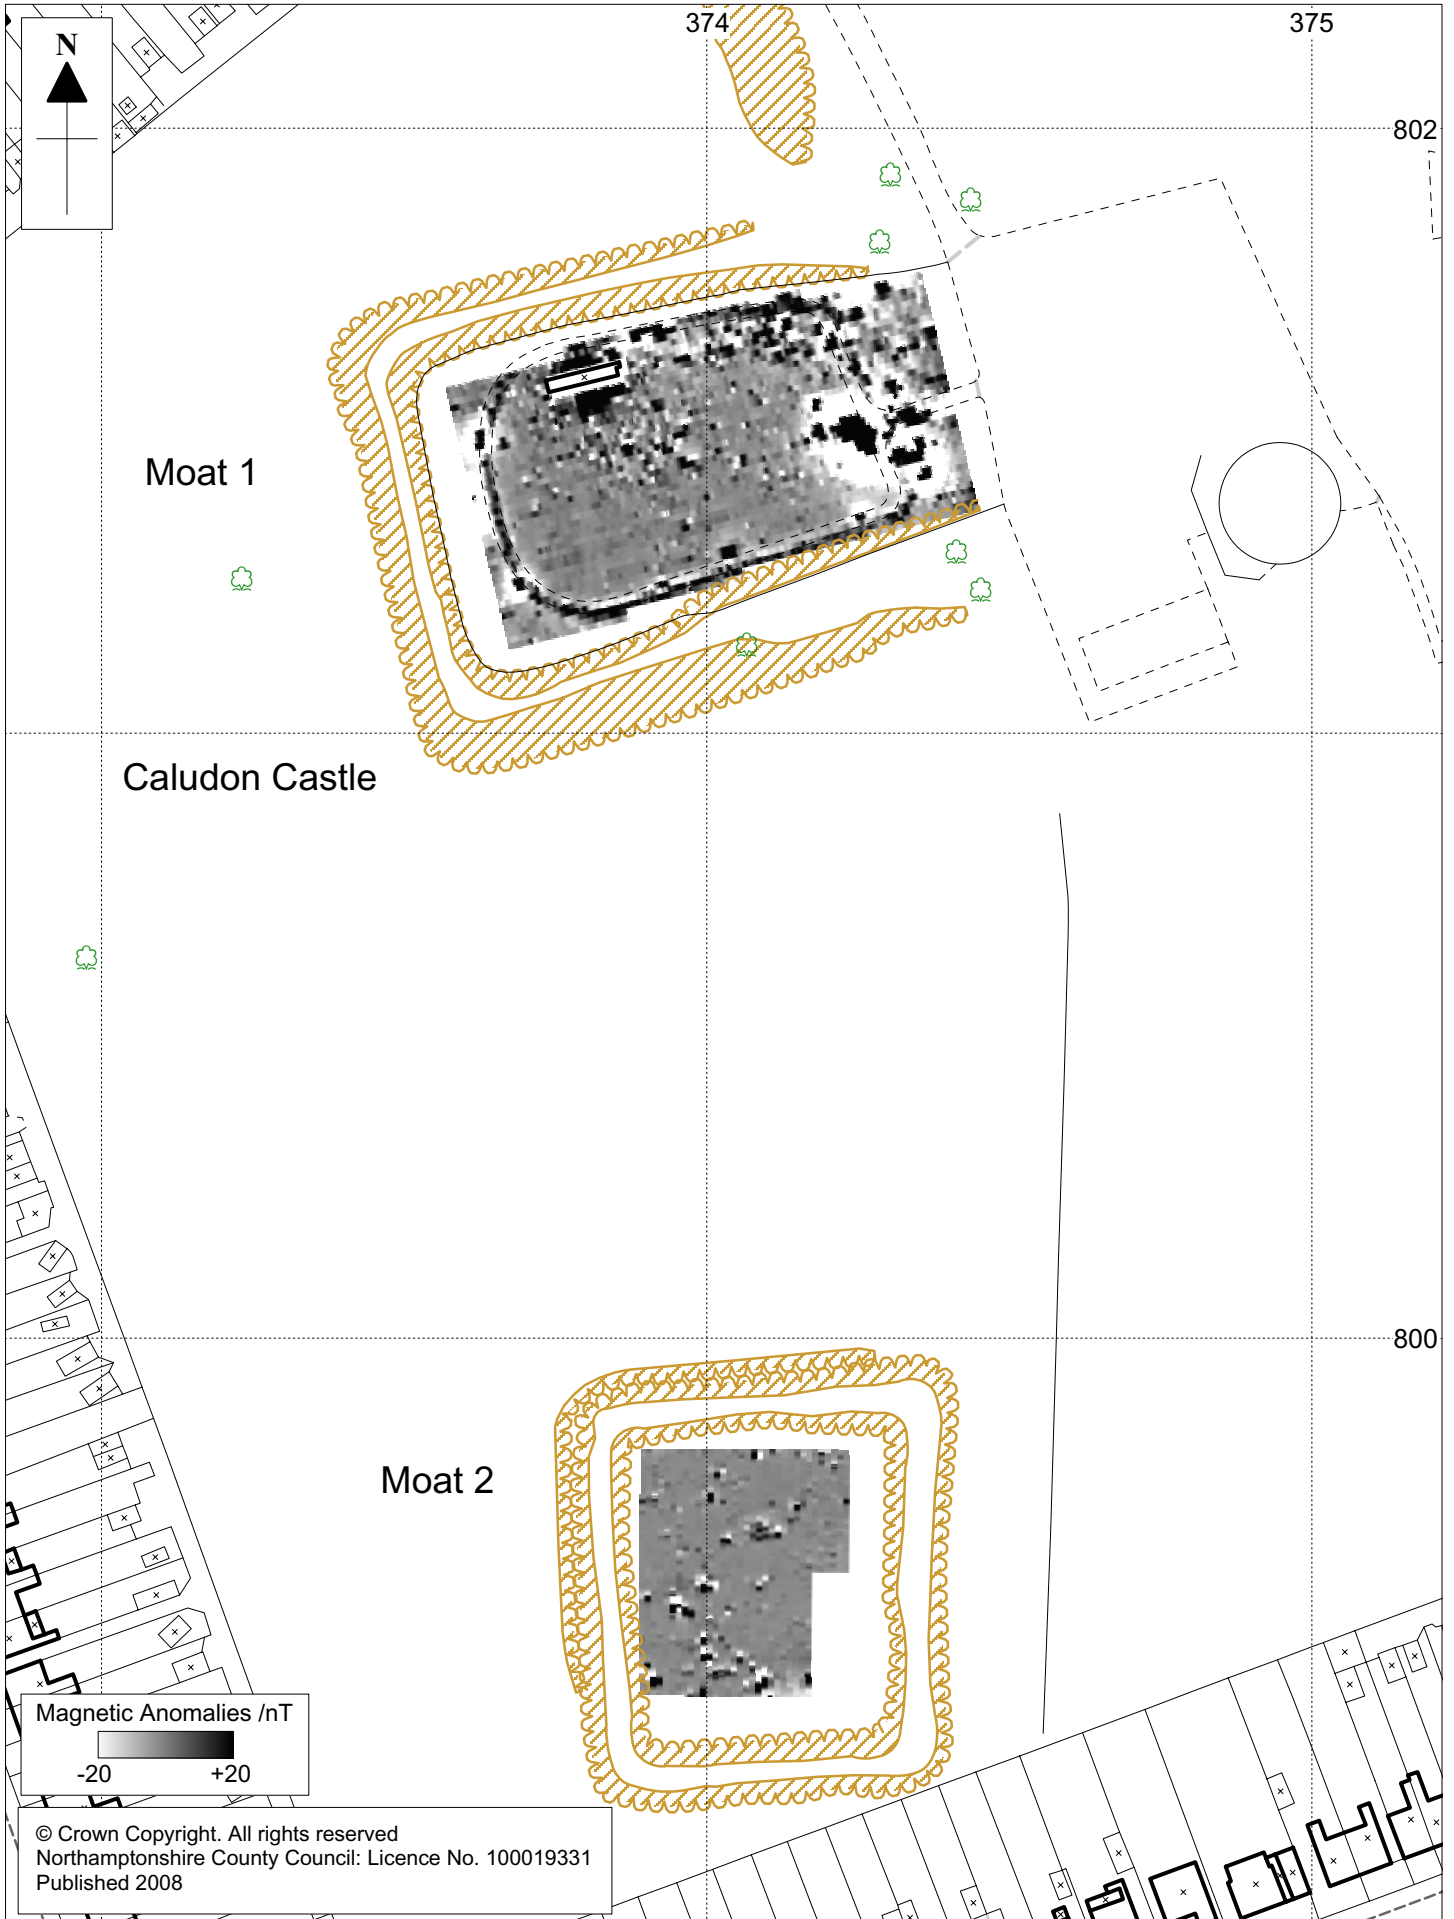 374
375
N
802
Moat 1
Caludon Castle
800
Moat 2
Magnetic Anomalies /nT
-20
+20
© Crown Copyright. All rights reserved
Northamptonshire County Council: Licence No. 100019331
Published 2008